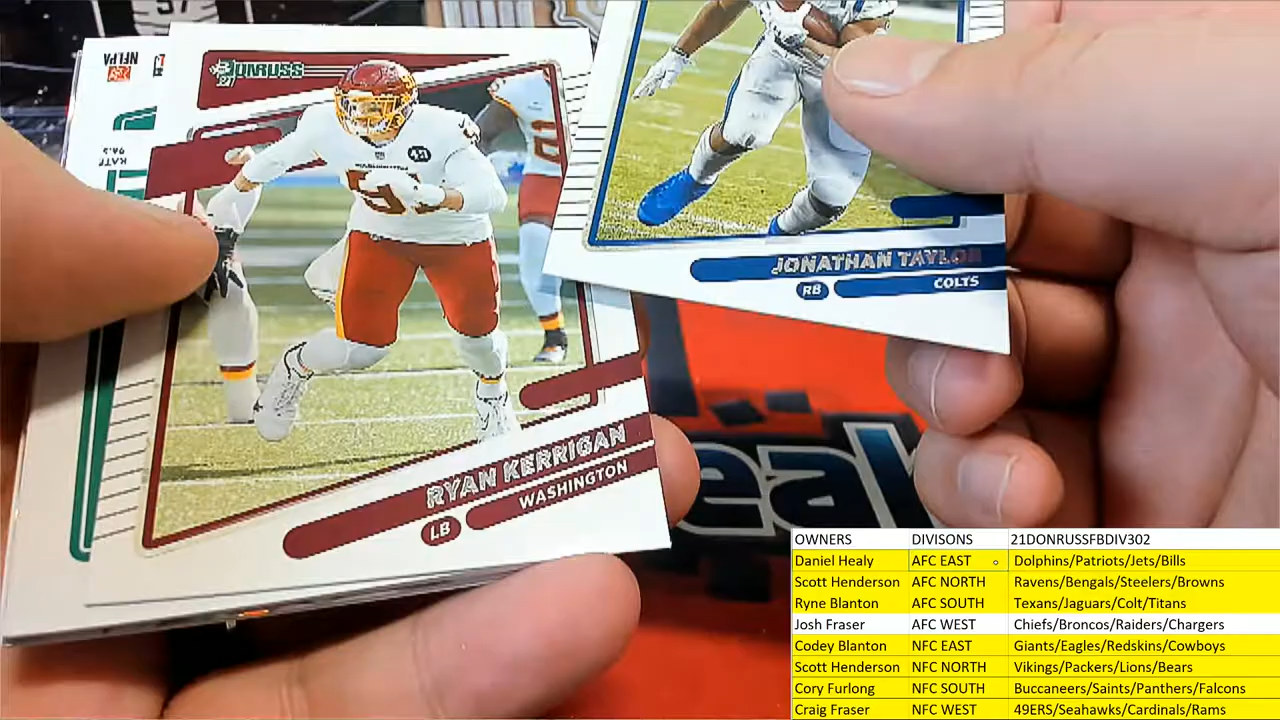 NFLPA
RATE
DONRUSS
RYAN KERRIGAN
LB WASHINGTON
JONATHAN TAYLOR
RB COLTS
OWNERS DIVISONS 21DONRUSSFBDIV302
Daniel Healy AFC EAST Dolphins/Patriots/Jets/Bills
Scott Henderson AFC NORTH Ravens/Bengals/Steelers/Browns
Ryne Blanton AFC SOUTH Texans/Jaguars/Colt/Titans
Josh Fraser AFC WEST Chiefs/Broncos/Raiders/Chargers
Codey Blanton NFC EAST Giants/Eagles/Redskins/Cowboys
Scott Henderson NFC NORTH Vikings/Packers/Lions/Bears
Cory Furlong NFC SOUTH Buccaneers/Saints/Panthers/Falcons
Craig Fraser NFC WEST 49ERS/Seahawks/Cardinals/Rams